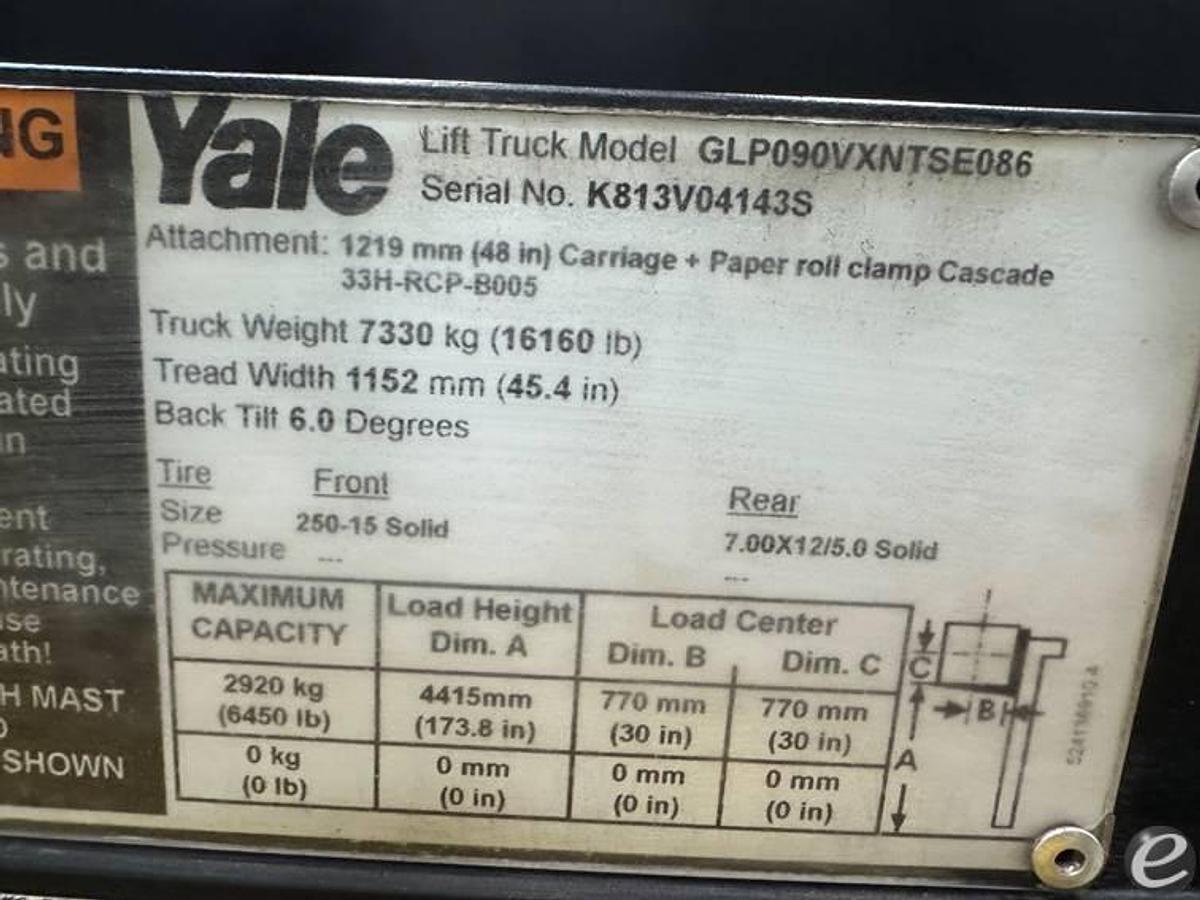 NG
s and
ly
ating
ated
in
ent
rating,
ntenance
use
ath!
H MAST
D
SHOWN
Yale
Lift Truck Model GLP090VXNTSE086
Serial No. K813V04143S
Attachment: 1219 mm (48 in) Carriage + Paper roll clamp Cascade
33H-RCP-B005
Truck Weight 7330 kg (16160 lb)
Tread Width 1152 mm (45.4 in)
Back Tilt 6.0 Degrees
Tire Front Rear
Size 250-15 Solid 7.00X12/5.0 Solid
Pressure --- ---
MAXIMUM CAPACITY Load Height Dim. A Load Center Dim. B Dim. C
2920 kg 4415mm 770 mm 770 mm
(6450 lb) (173.8 in) (30 in) (30 in)
0 kg 0 mm 0 mm 0 mm
(0 lb) (0 in) (0 in) (0 in)
C
B
A
e